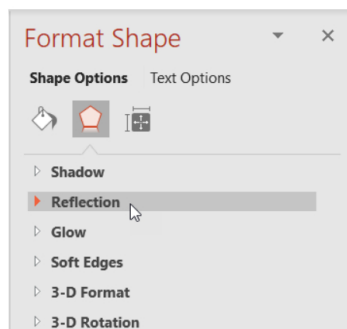 Format Shape
Shape Options Text Options
Shadow
Reflection
Glow
Soft Edges
3-D Format
3-D Rotation